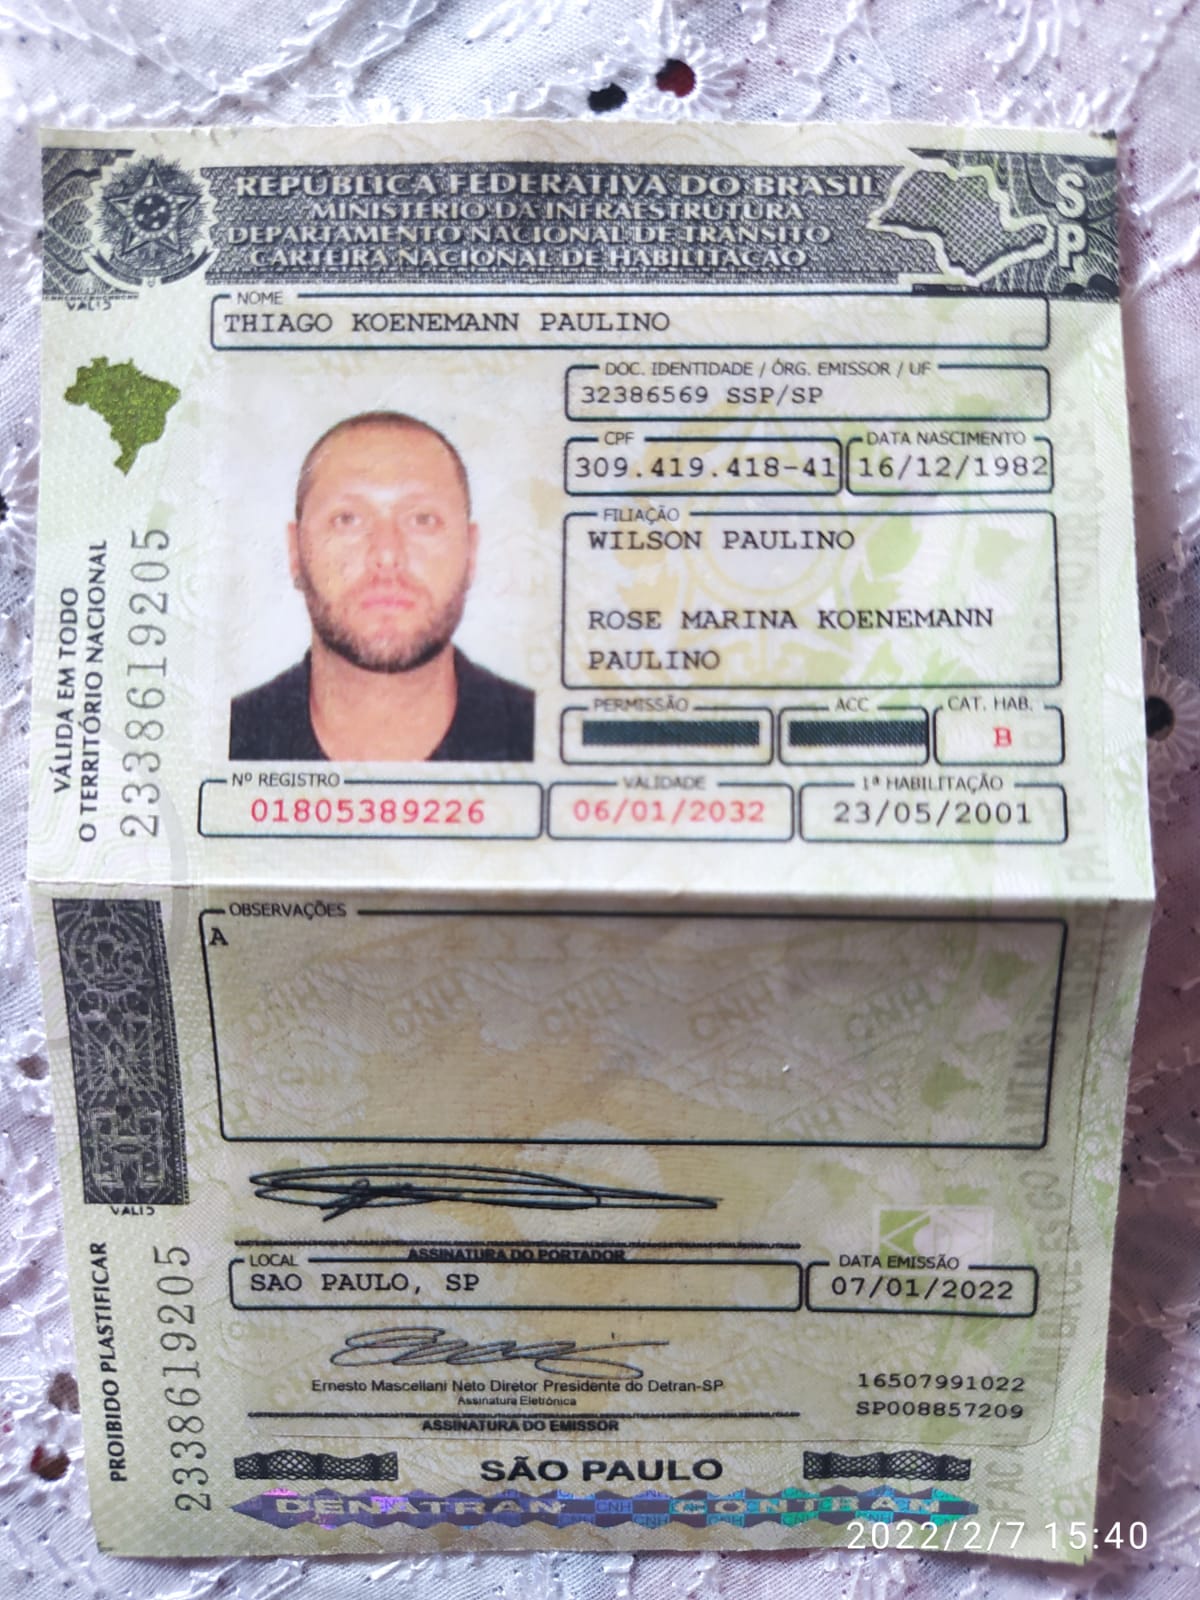 REPÚBLICA FEDERATIVA DO BRASIL
MINISTÉRIO DA INFRAESTRUTURA
DEPARTAMENTO NACIONAL DE TRÂNSITO
CARTEIRA NACIONAL DE HABILITAÇÃO
SP
NOME
THIAGO KOENEMANN PAULINO
DOC. IDENTIDADE / ÓRG. EMISSOR / UF
32386569 SSP/SP
CPF
309.419.418-41
DATA NASCIMENTO
16/12/1982
FILIAÇÃO
WILSON PAULINO
ROSE MARINA KOENEMANN
PAULINO
PERMISSÃO
ACC
CAT. HAB.
B
Nº REGISTRO
01805389226
VALIDADE
06/01/2032
1ª HABILITAÇÃO
23/05/2001
VÁLIDA EM TODO
O TERRITÓRIO NACIONAL
2338619205
OBSERVAÇÕES
A
ASSINATURA DO PORTADOR
LOCAL
SAO PAULO, SP
DATA EMISSÃO
07/01/2022
Ernesto Mascellani Neto Diretor Presidente do Detran-SP
Assinatura Eletrônica
ASSINATURA DO EMISSOR
16507991022
SP008857209
PROIBIDO PLASTIFICAR
2338619205
SÃO PAULO
DENATRAN CONTRAN
2022/2/7 15:40